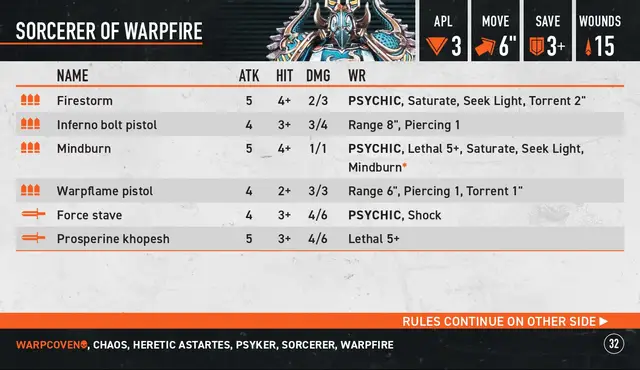 SORCERER OF WARPFIRE
APL 3
MOVE 6"
SAVE 3+
WOUNDS 15
NAME ATK HIT DMG WR
Firestorm 5 4+ 2/3 PSYCHIC, Saturate, Seek Light, Torrent 2"
Inferno bolt pistol 4 3+ 3/4 Range 8", Piercing 1
Mindburn 5 4+ 1/1 PSYCHIC, Lethal 5+, Saturate, Seek Light,
Mindburn*
Warpflame pistol 4 2+ 3/3 Range 6", Piercing 1, Torrent 1"
Force stave 4 3+ 4/6 PSYCHIC, Shock
Prosperine khopesh 5 3+ 4/6 Lethal 5+
RULES CONTINUE ON OTHER SIDE ▶
WARPCOVEN, CHAOS, HERETIC ASTARTES, PSYKER, SORCERER, WARPFIRE
32